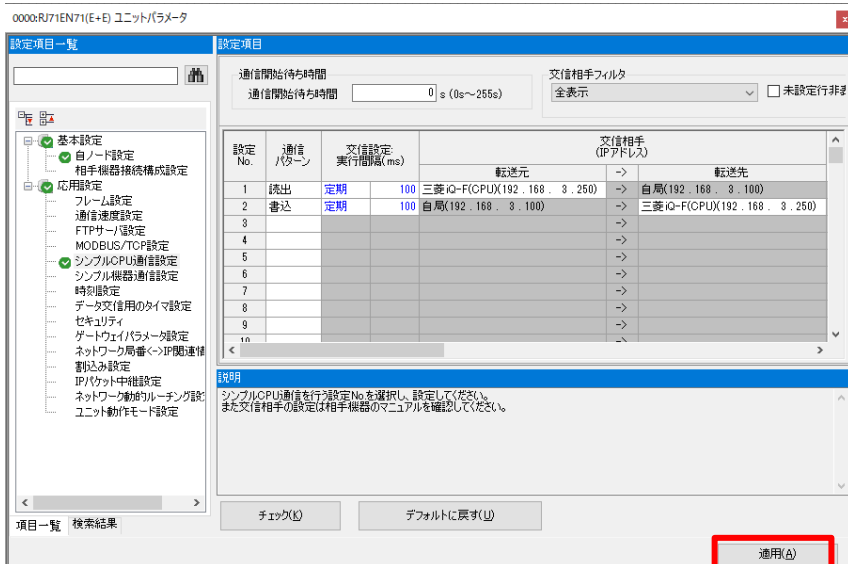 0000:RJ71EN71(E+E) ユニットパラメータ
設定項目一覧
基本設定
自ノード設定
相手機器接続構成設定
応用設定
フレーム設定
通信速度設定
FTPサーバ設定
MODBUS/TCP設定
シンプルCPU通信設定
シンプル機器通信設定
時刻設定
データ交信用のタイマ設定
セキュリティ
ゲートウェイパラメータ設定
ネットワーク局番<->IP関連情
割込み設定
IPパケット中継設定
ネットワーク動的ルーチング設
ユニット動作モード設定
項目一覧 検索結果
設定項目
通信開始待ち時間
通信開始待ち時間 0 s (0s～255s)
交信相手フィルタ
全表示 未設定行非
設定No. 通信パターン 交信設定:実行間隔(ms) 交信相手(IPアドレス)
転送元 -> 転送先
1 読出 定期 100 三菱iQ-F(CPU)(192 . 168 . 3 . 250) -> 自局(192 . 168 . 3 . 100)
2 書込 定期 100 自局(192 . 168 . 3 . 100) -> 三菱iQ-F(CPU)(192 . 168 . 3 . 250)
3 ->
4 ->
5 ->
6 ->
7 ->
8 ->
9 ->
10 ->
説明
シンプルCPU通信を行う設定No.を選択し、設定してください。
また交信相手の設定は相手機器のマニュアルを確認してください。
チェック(K) デフォルトに戻す(U)
適用(A)